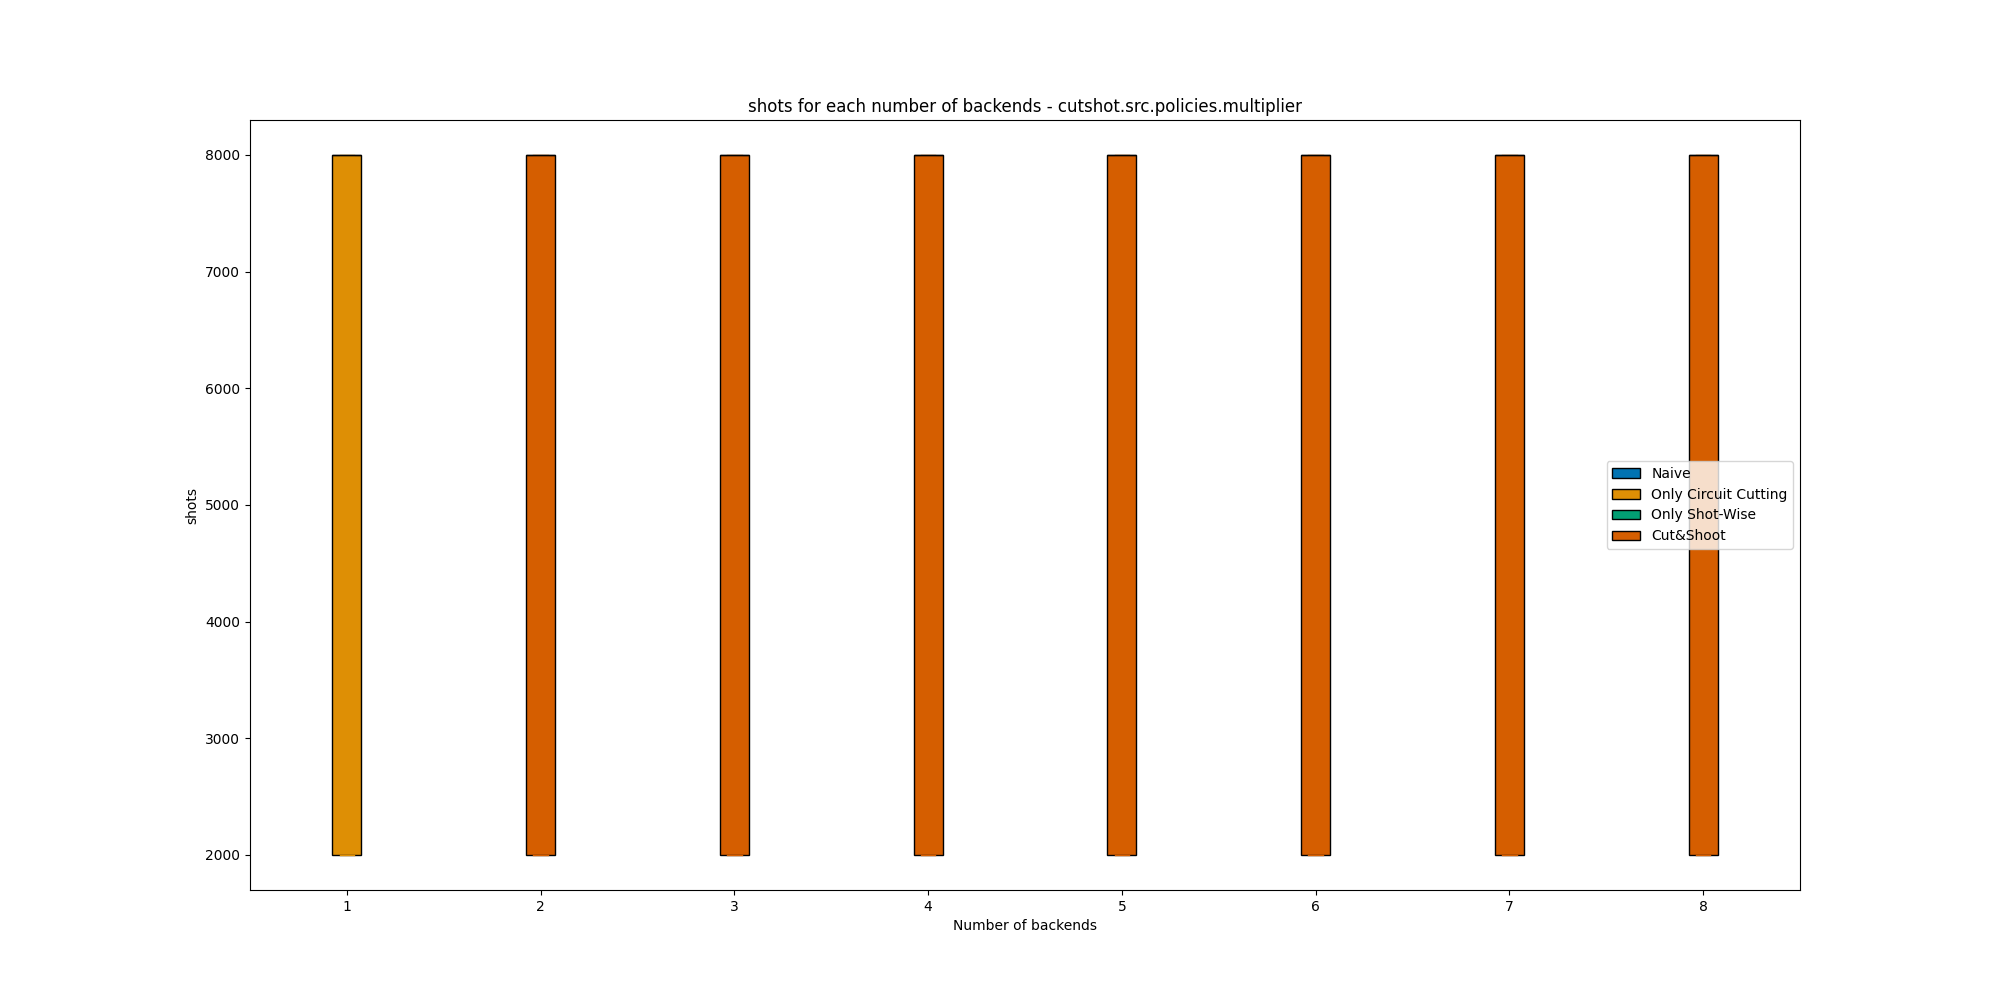 shots for each number of backends - cutshot.src.policies.multiplier
8000
7000
6000
5000
4000
3000
2000
shots
Naive
Only Circuit Cutting
Only Shot-Wise
Cut&Shoot
1 2 3 4 5 6 7 8
Number of backends